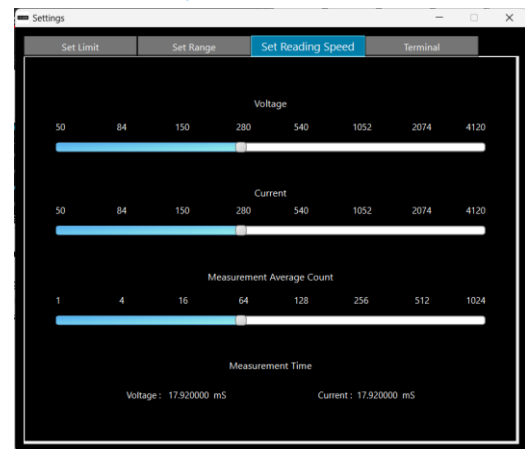 Settings
Set Limit Set Range Set Reading Speed Terminal
Voltage
50 84 150 280 540 1052 2074 4120
Current
50 84 150 280 540 1052 2074 4120
Measurement Average Count
1 4 16 64 128 256 512 1024
Measurement Time
Voltage : 17.920000 mS Current : 17.920000 mS